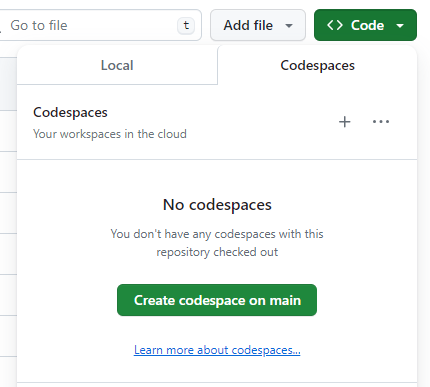 Go to file
t
Add file
<> Code
Local
Codespaces
Codespaces
Your workspaces in the cloud
No codespaces
You don't have any codespaces with this
repository checked out
Create codespace on main
Learn more about codespaces...